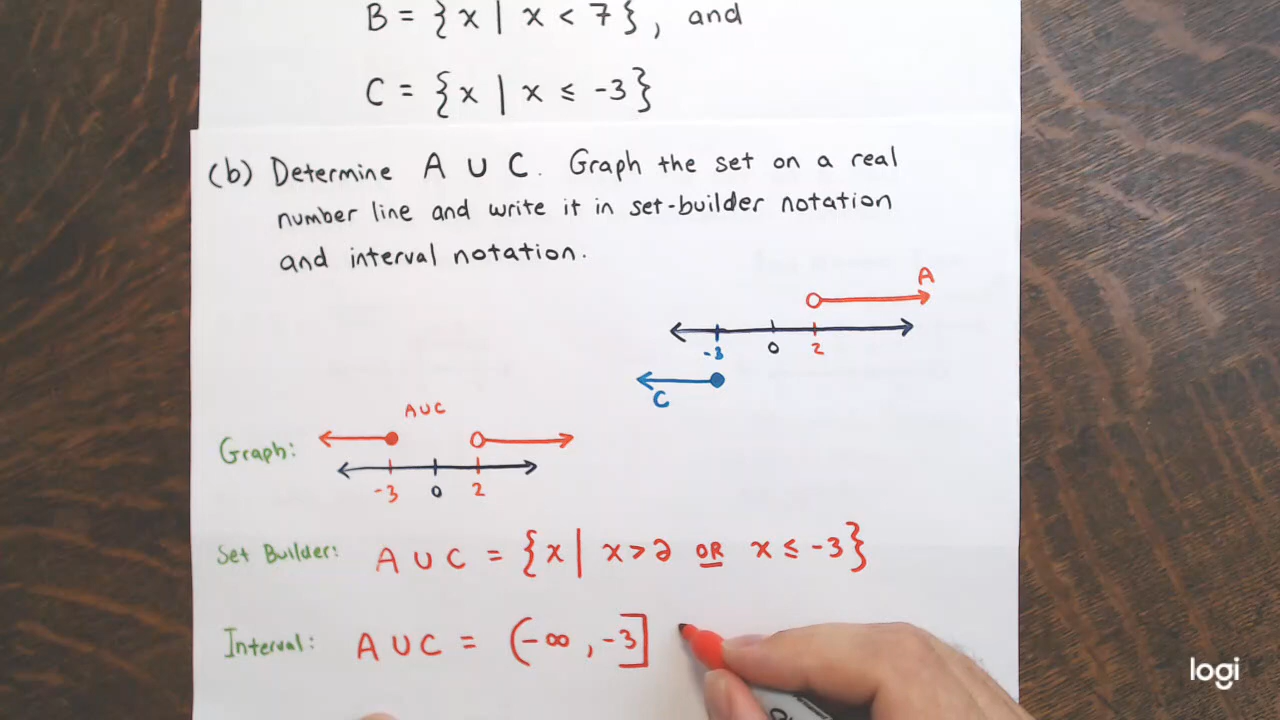 B = {x | x < 7}, and
C = {x | x ≤ -3}
(b) Determine A ∪ C. Graph the set on a real
number line and write it in set-builder notation
and interval notation.
A
-3 0 2
C
A∪C
Graph:
-3 0 2
Set Builder: A ∪ C = {x | x > 2 OR x ≤ -3}
Interval: A ∪ C = (-∞, -3]
logi